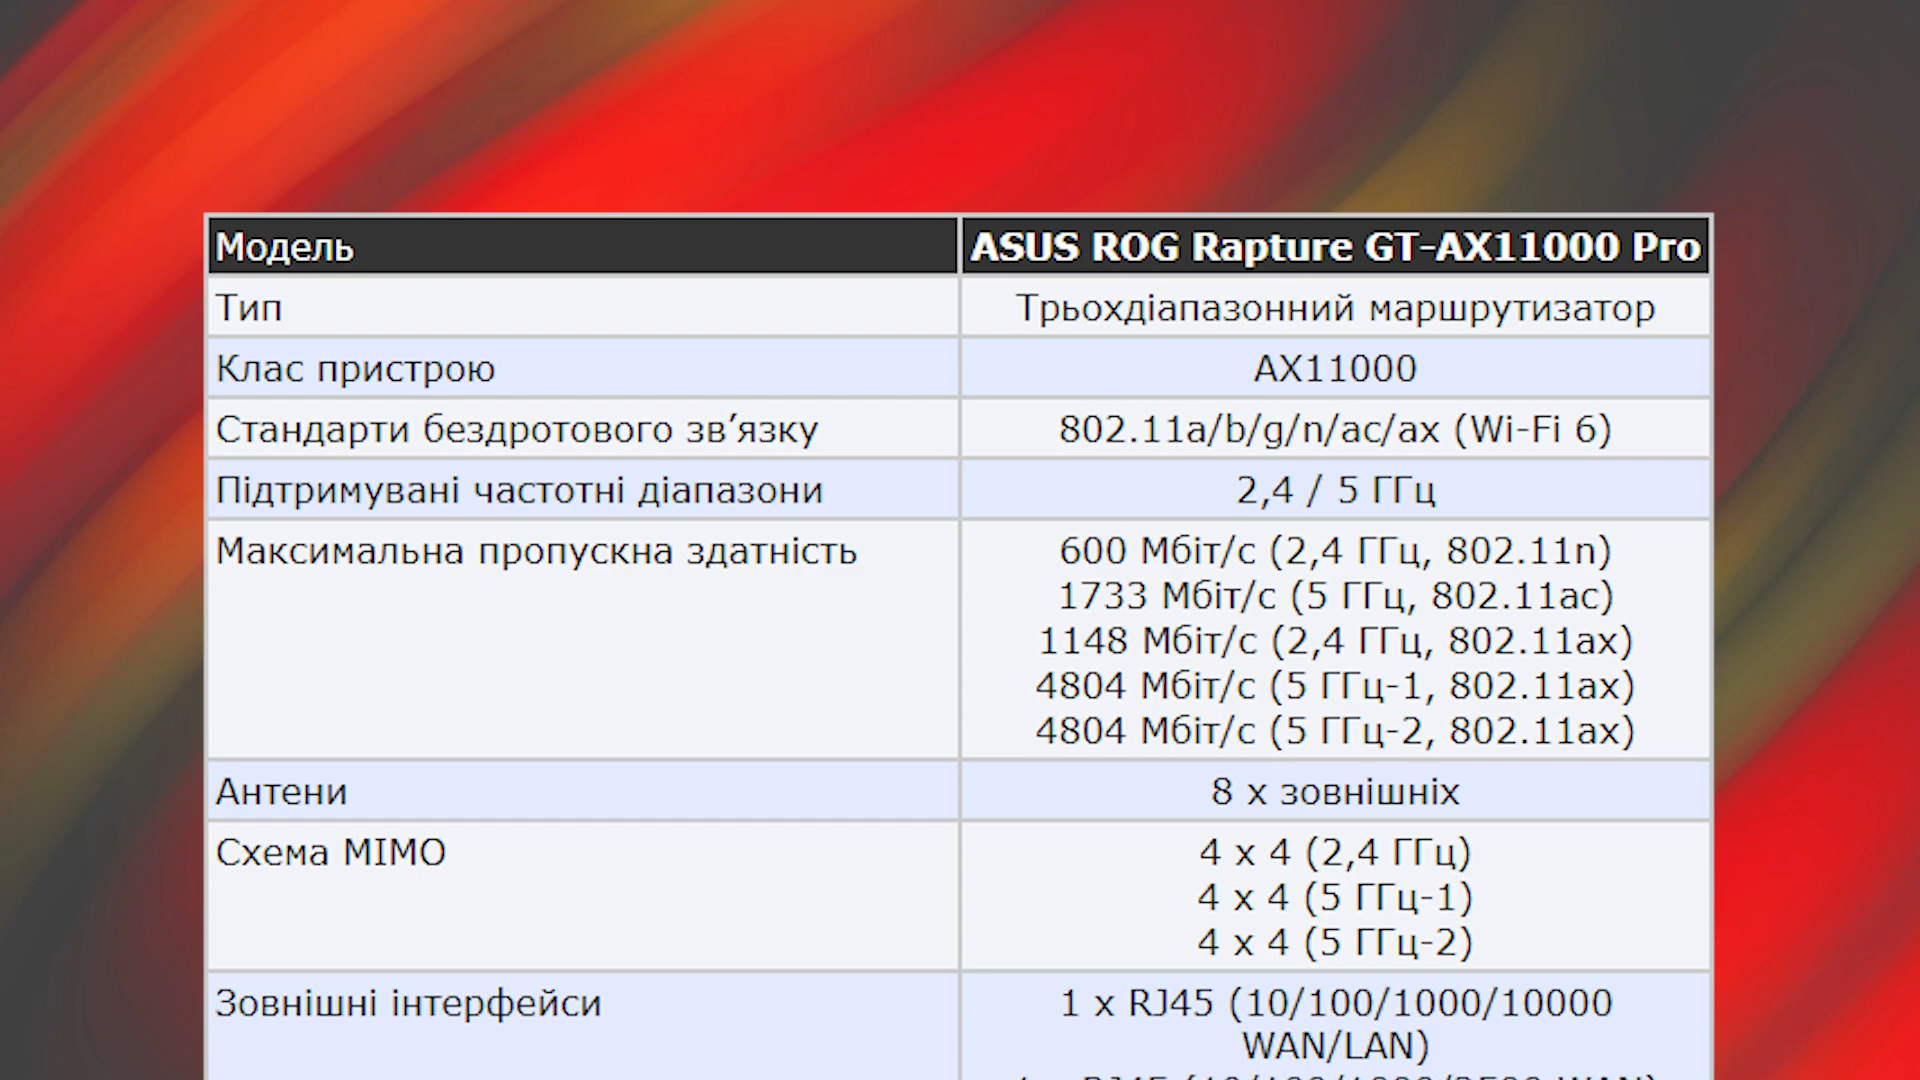 Модель
ASUS ROG Rapture GT-AX11000 Pro
Тип
Трьохдіапазонний маршрутизатор
Клас пристрою
AX11000
Стандарти бездротового зв’язку
802.11a/b/g/n/ac/ax (Wi-Fi 6)
Підтримувані частотні діапазони
2,4 / 5 ГГц
Максимальна пропускна здатність
600 Мбіт/с (2,4 ГГц, 802.11n)
1733 Мбіт/с (5 ГГц, 802.11ac)
1148 Мбіт/с (2,4 ГГц, 802.11ax)
4804 Мбіт/с (5 ГГц-1, 802.11ax)
4804 Мбіт/с (5 ГГц-2, 802.11ax)
Антени
8 x зовнішніх
Схема MIMO
4 x 4 (2,4 ГГц)
4 x 4 (5 ГГц-1)
4 x 4 (5 ГГц-2)
Зовнішні інтерфейси
1 x RJ45 (10/100/1000/10000
WAN/LAN)